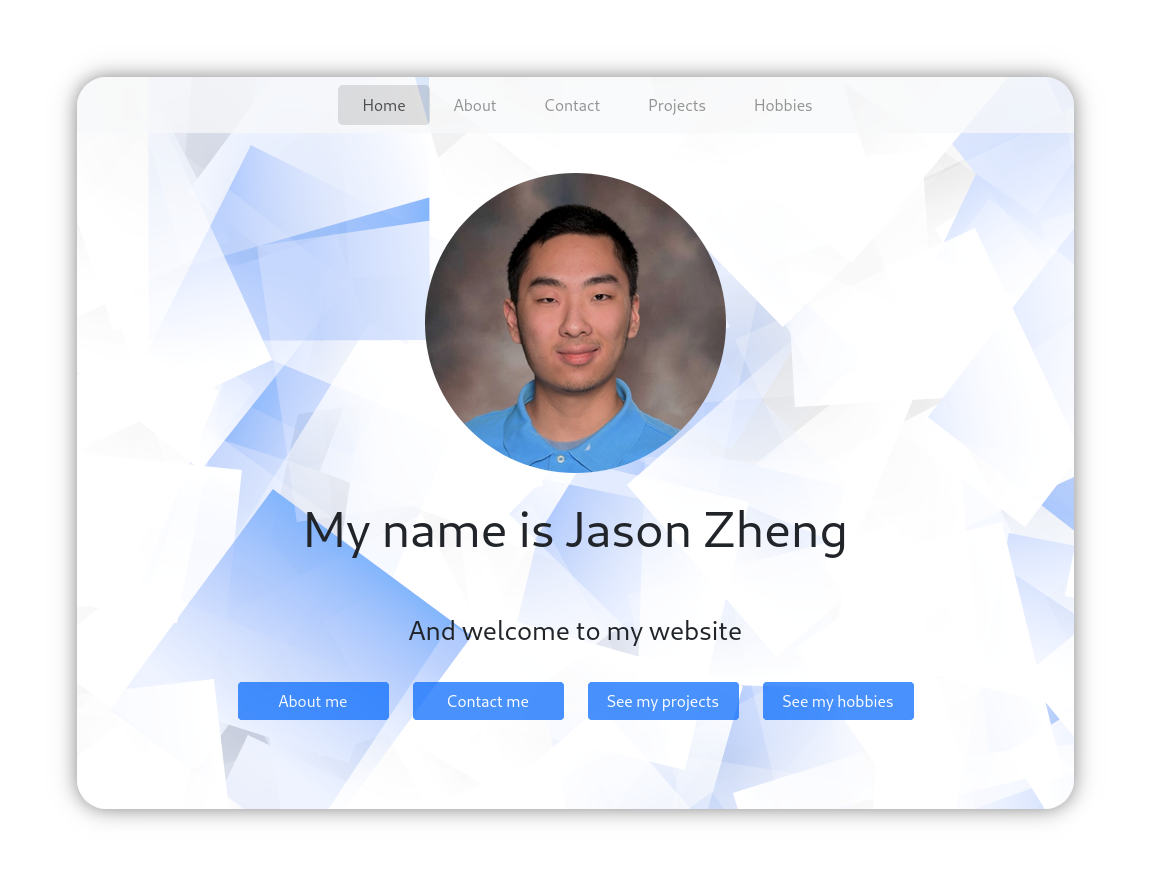 Home About Contact Projects Hobbies
My name is Jason Zheng
And welcome to my website
About me Contact me See my projects See my hobbies